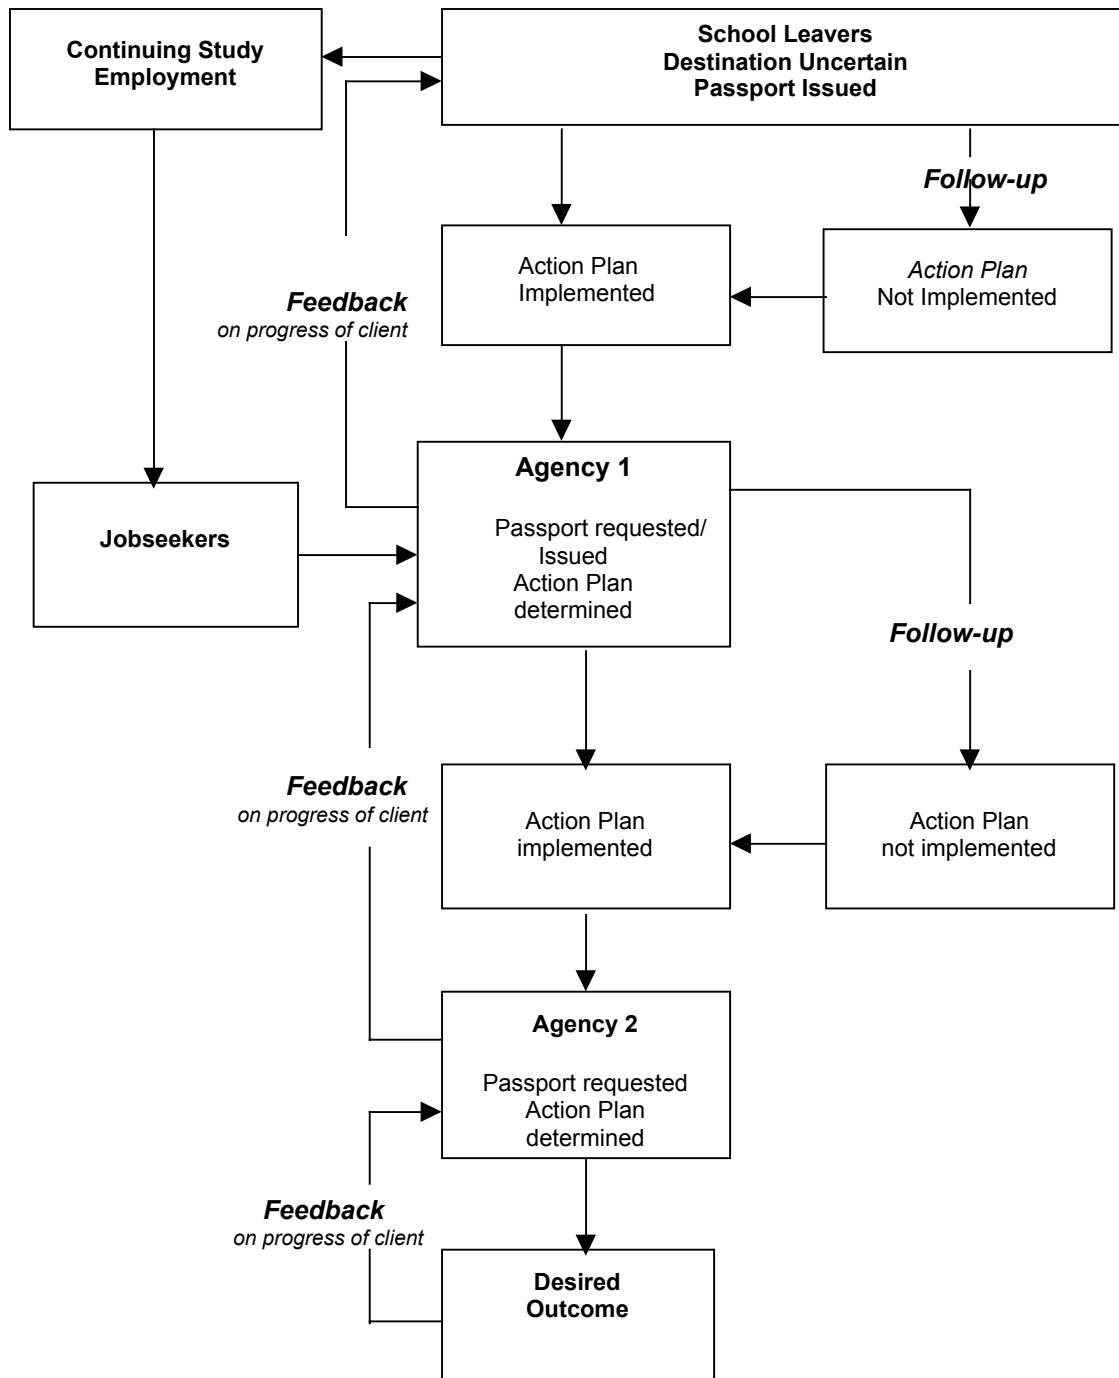 Continuing Study
Employment
School Leavers
Destination Uncertain
Passport Issued
Follow-up
Action Plan
Implemented
Action Plan
Not Implemented
Feedback
on progress of client
Agency 1
Passport requested/
Issued
Action Plan
determined
Jobseekers
Follow-up
Feedback
on progress of client
Action Plan
implemented
Action Plan
not implemented
Agency 2
Passport requested
Action Plan
determined
Feedback
on progress of client
Desired
Outcome